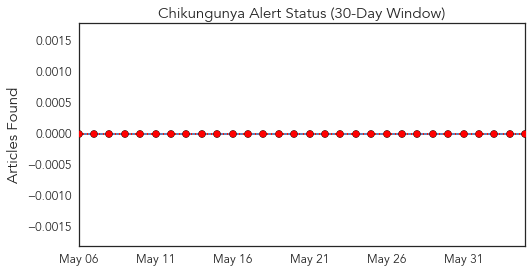 Chikungunya Alert Status (30-Day Window)
Articles Found
0.0015
0.0010
0.0005
0.0000
−0.0005
−0.0010
−0.0015
May 06
May 11
May 16
May 21
May 26
May 31